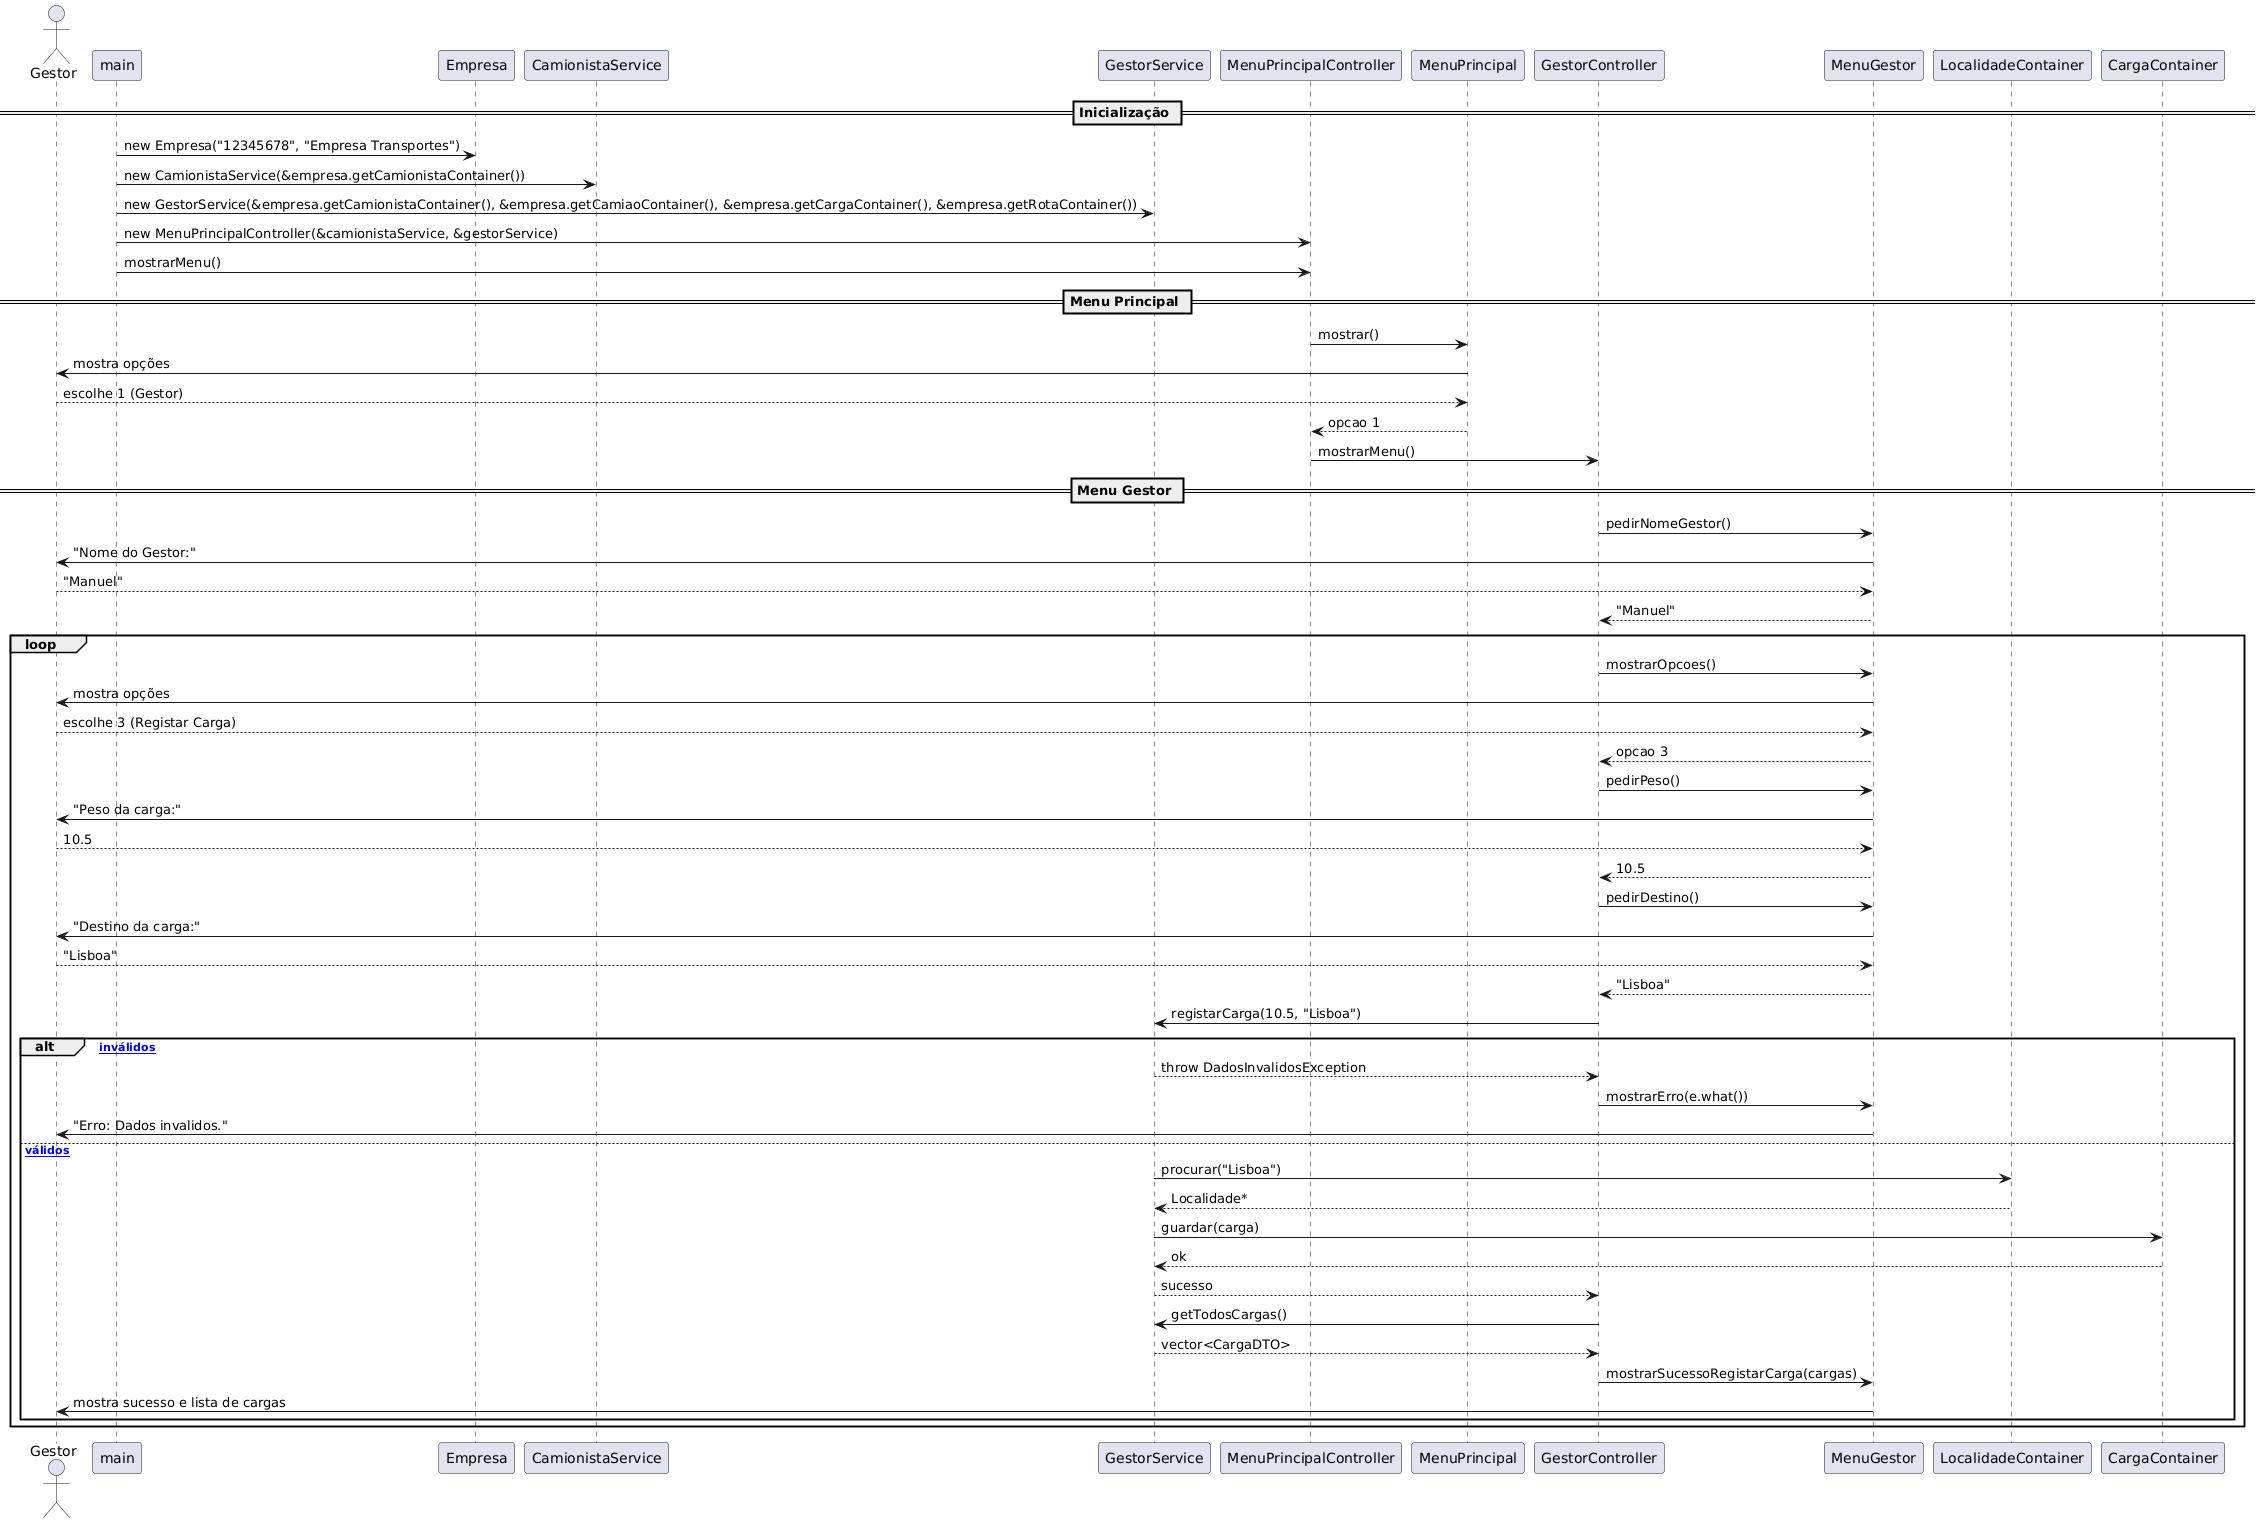 Gestor
main
Empresa
CamionistaService
GestorService
MenuPrincipalController
MenuPrincipal
GestorController
MenuGestor
LocalidadeContainer
CargaContainer
Inicialização
new Empresa("12345678", "Empresa Transportes")
new CamionistaService(&empresa.getCamionistaContainer())
new GestorService(&empresa.getCamionistaContainer(), &empresa.getCamiaoContainer(), &empresa.getCargaContainer(), &empresa.getRotaContainer())
new MenuPrincipalController(&camionistaService, &gestorService)
mostrarMenu()
Menu Principal
mostrar()
mostra opções
escolhe 1 (Gestor)
opcao 1
mostrarMenu()
Menu Gestor
pedirNomeGestor()
"Nome do Gestor:"
"Manuel"
"Manuel"
loop
mostrarOpcoes()
mostra opções
escolhe 3 (Registar Carga)
opcao 3
pedirPeso()
"Peso da carga:"
10.5
10.5
pedirDestino()
"Destino da carga:"
"Lisboa"
"Lisboa"
registarCarga(10.5, "Lisboa")
alt inválidos
throw DadosInvalidosException
mostrarErro(e.what())
"Erro: Dados invalidos."
válidos
procurar("Lisboa")
Localidade*
guardar(carga)
ok
sucesso
getTodosCargas()
vector<CargaDTO>
mostrarSucessoRegistarCarga(cargas)
mostra sucesso e lista de cargas
Gestor
main
Empresa
CamionistaService
GestorService
MenuPrincipalController
MenuPrincipal
GestorController
MenuGestor
LocalidadeContainer
CargaContainer